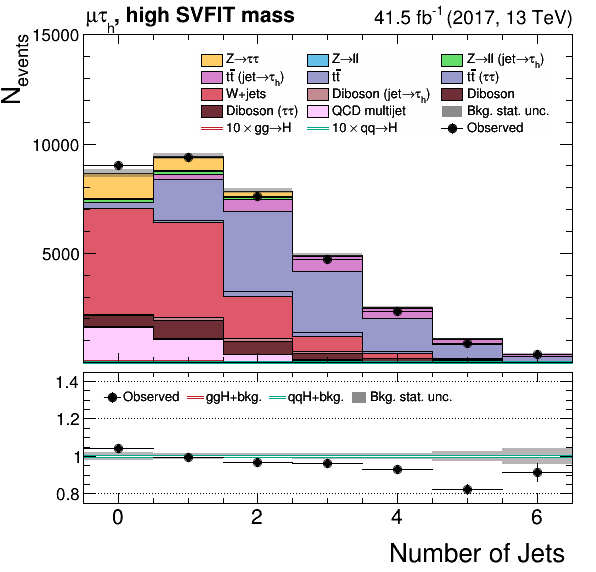 μτh, high SVFIT mass 41.5 fb⁻¹ (2017, 13 TeV)
Nevents
15000
10000
5000
Z→ττ Z→ll Z→ll (jet→τh)
tt̄ (jet→τh) tt̄ tt̄ (ττ)
W+jets Diboson (jet→τh) Diboson
Diboson (ττ) QCD multijet Bkg. stat. unc.
10 × gg→H 10 × qq→H Observed
1.4
1.2
1
0.8
Observed ggH+bkg. qqH+bkg. Bkg. stat. unc.
0 2 4 6
Number of Jets